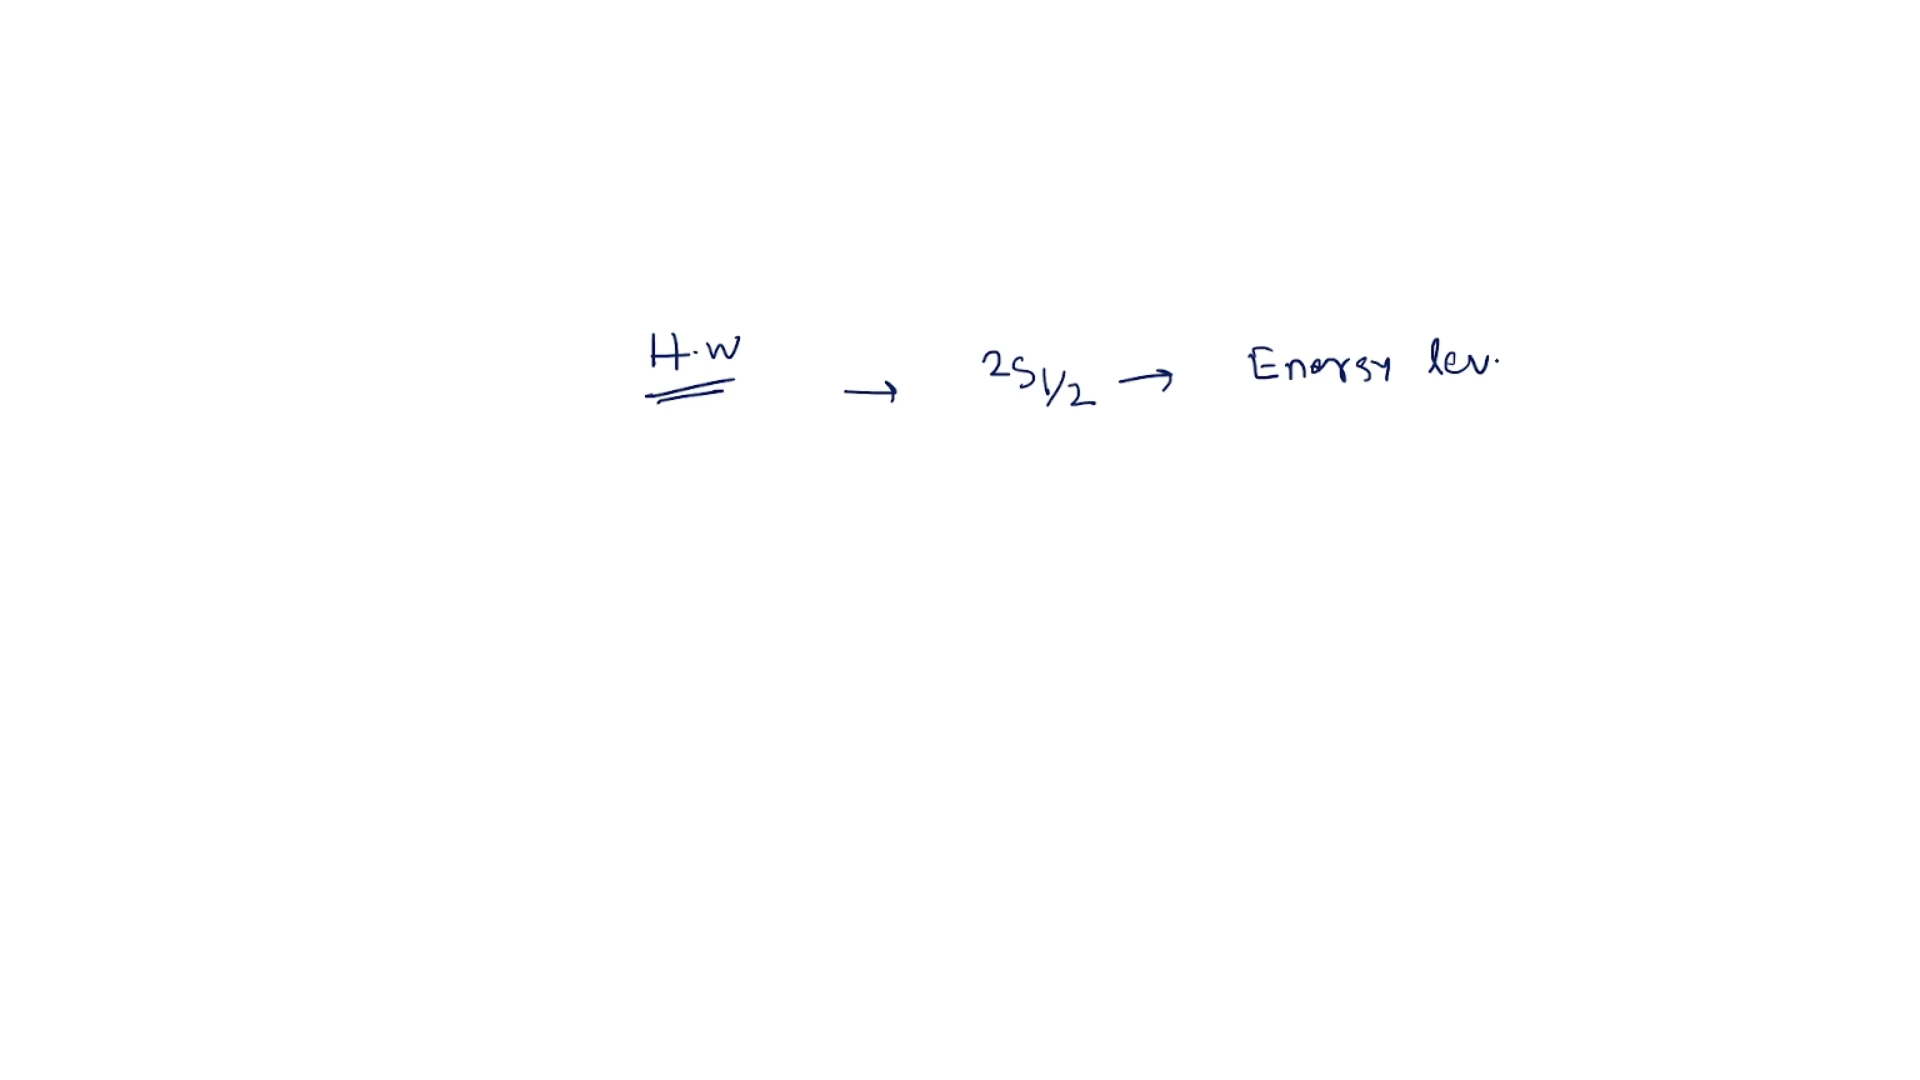 H.W → 2S1/2 → Energy lev.